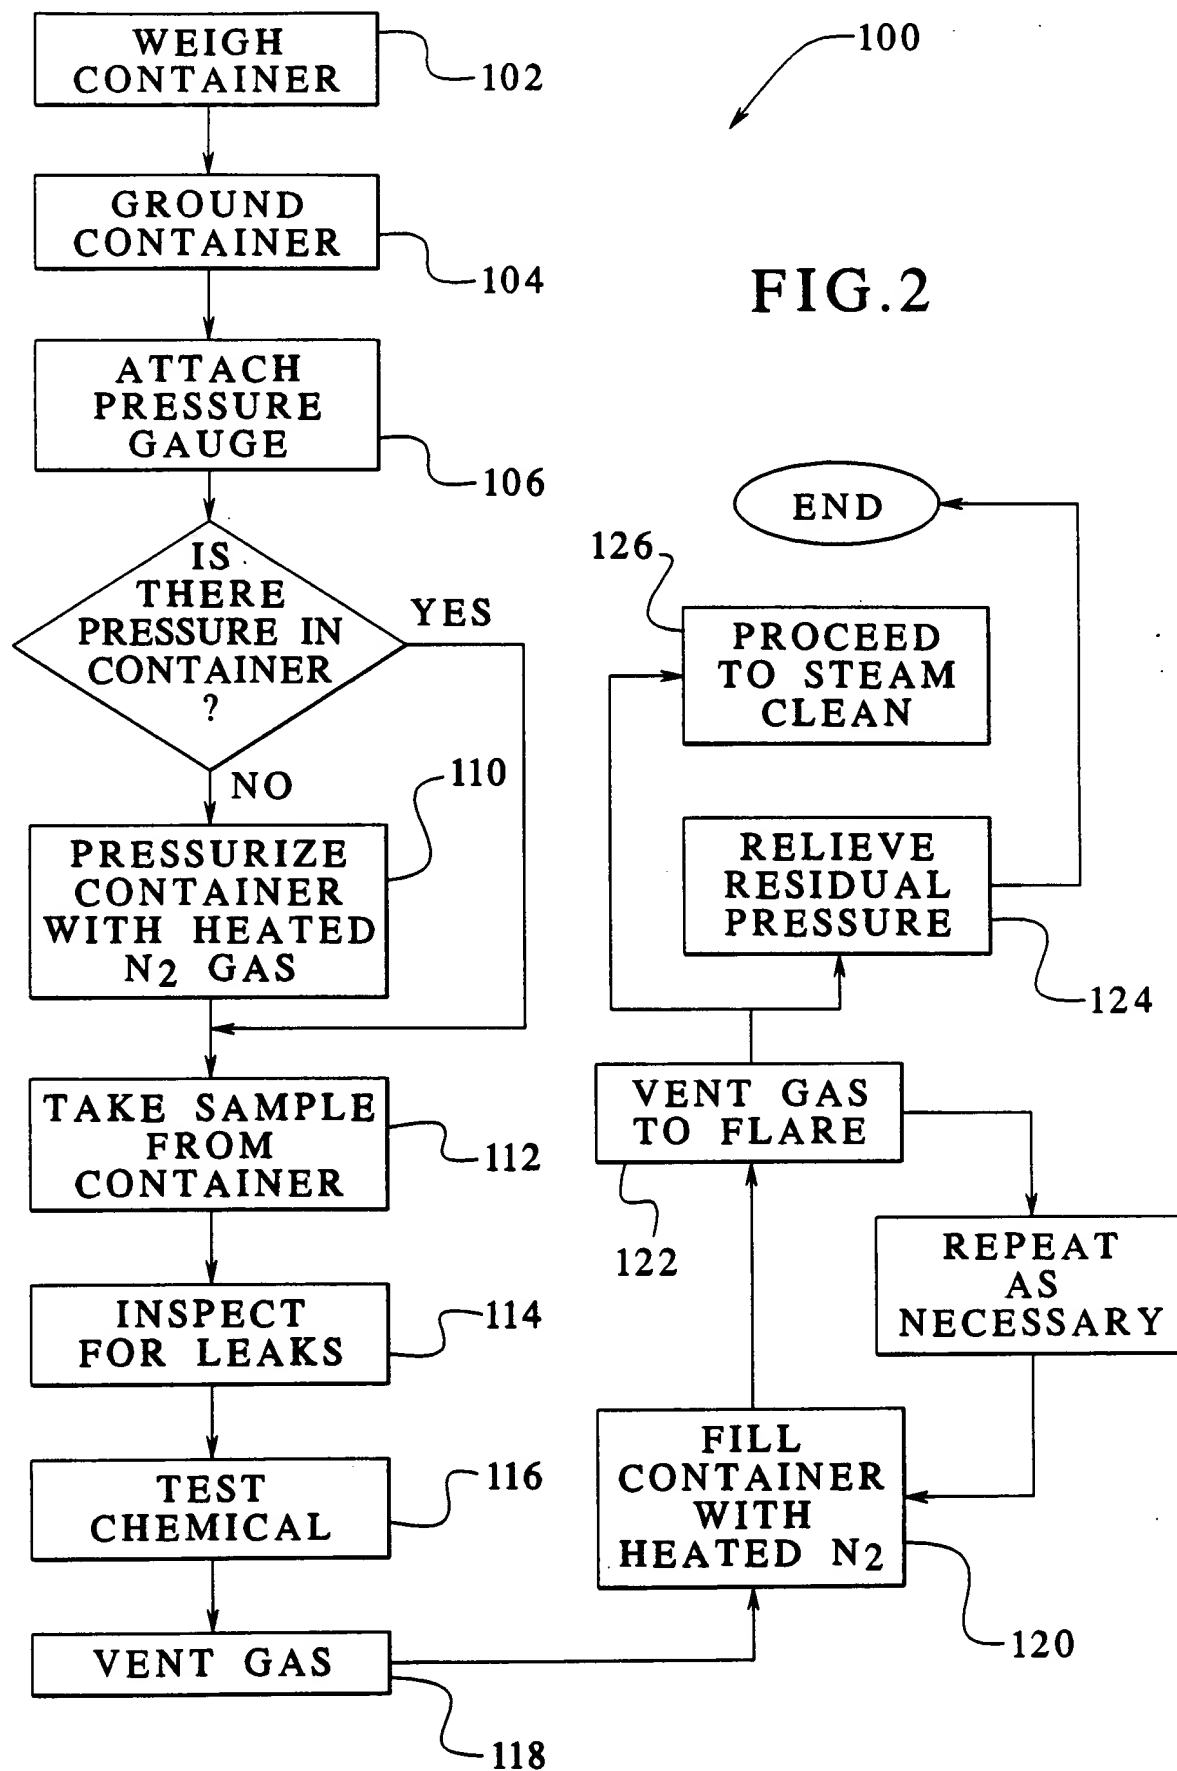 WEIGH
CONTAINER
102
GROUND
CONTAINER
104
ATTACH
PRESSURE
GAUGE
106
IS
THERE
PRESSURE IN
CONTAINER
?
YES
NO
110
PRESSURIZE
CONTAINER
WITH HEATED
N2 GAS
TAKE SAMPLE
FROM
CONTAINER
112
INSPECT
FOR LEAKS
114
TEST
CHEMICAL
116
VENT GAS
118
100
FIG.2
END
126
PROCEED
TO STEAM
CLEAN
RELIEVE
RESIDUAL
PRESSURE
124
VENT GAS
TO FLARE
122
REPEAT
AS
NECESSARY
FILL
CONTAINER
WITH
HEATED N2
120